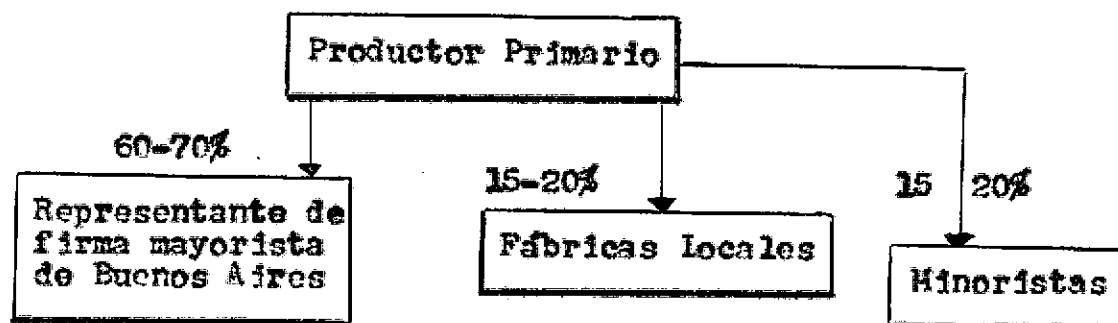 Productor Primario
60-70%
15-20%
15 20%
Representante de
firma mayorista
de Buenos Aires
Fábricas Locales
Minoristas